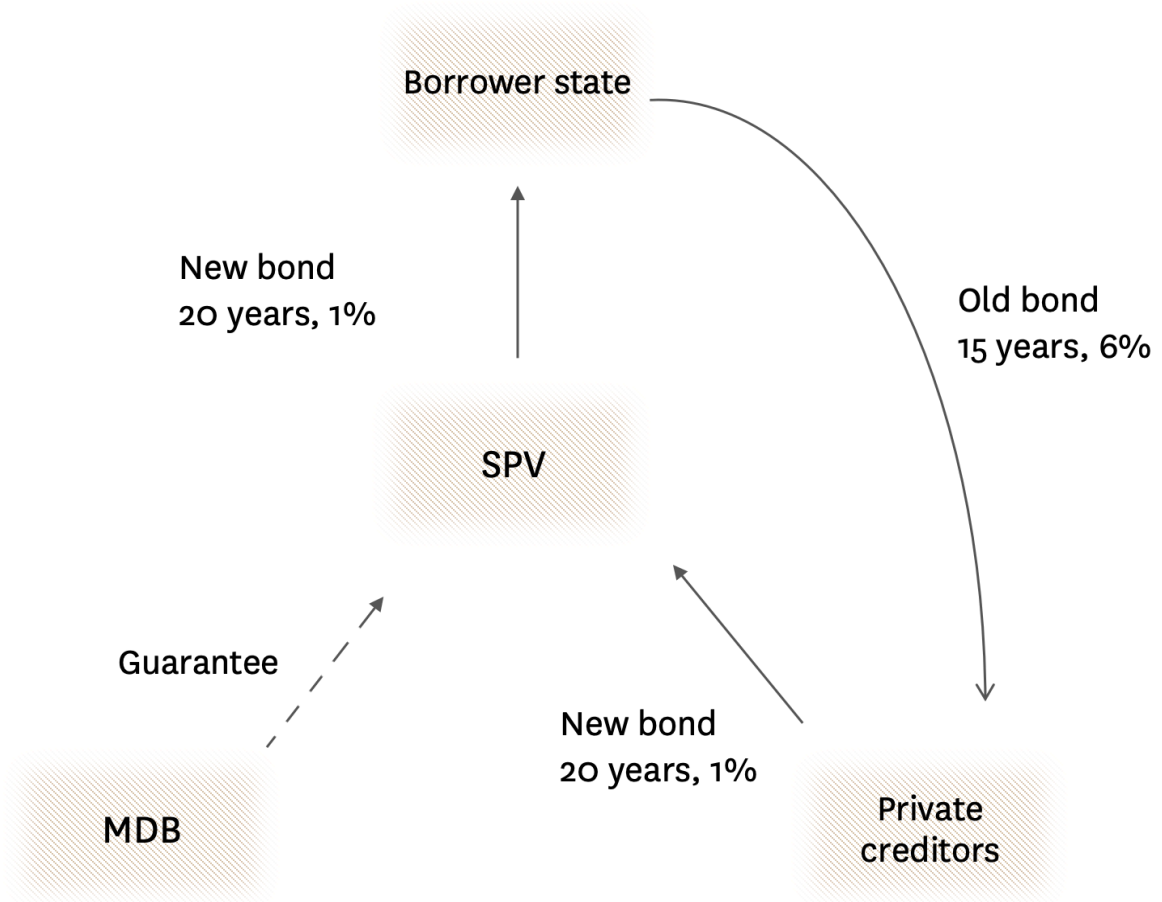 Borrower state
New bond
20 years, 1%
Old bond
15 years, 6%
SPV
Guarantee
New bond
20 years, 1%
MDB
Private
creditors